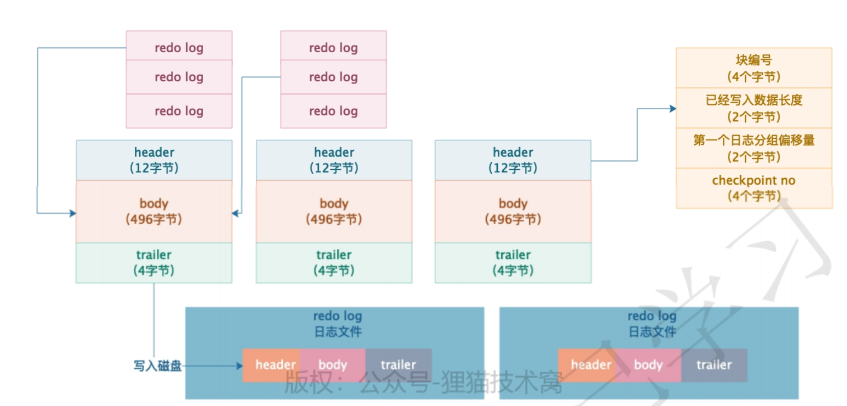 redo log
redo log
redo log
redo log
redo log
redo log
header
(12字节)
body
(496字节)
trailer
(4字节)
header
(12字节)
body
(496字节)
trailer
(4字节)
header
(12字节)
body
(496字节)
trailer
(4字节)
块编号
(4个字节)
已经写入数据长度
(2个字节)
第一个日志分组偏移量
(2个字节)
checkpoint no
(4个字节)
写入磁盘
redo log
日志文件
header
body
trailer
redo log
日志文件
header
body
trailer
版权：公众号-狸猫技术窝
学习